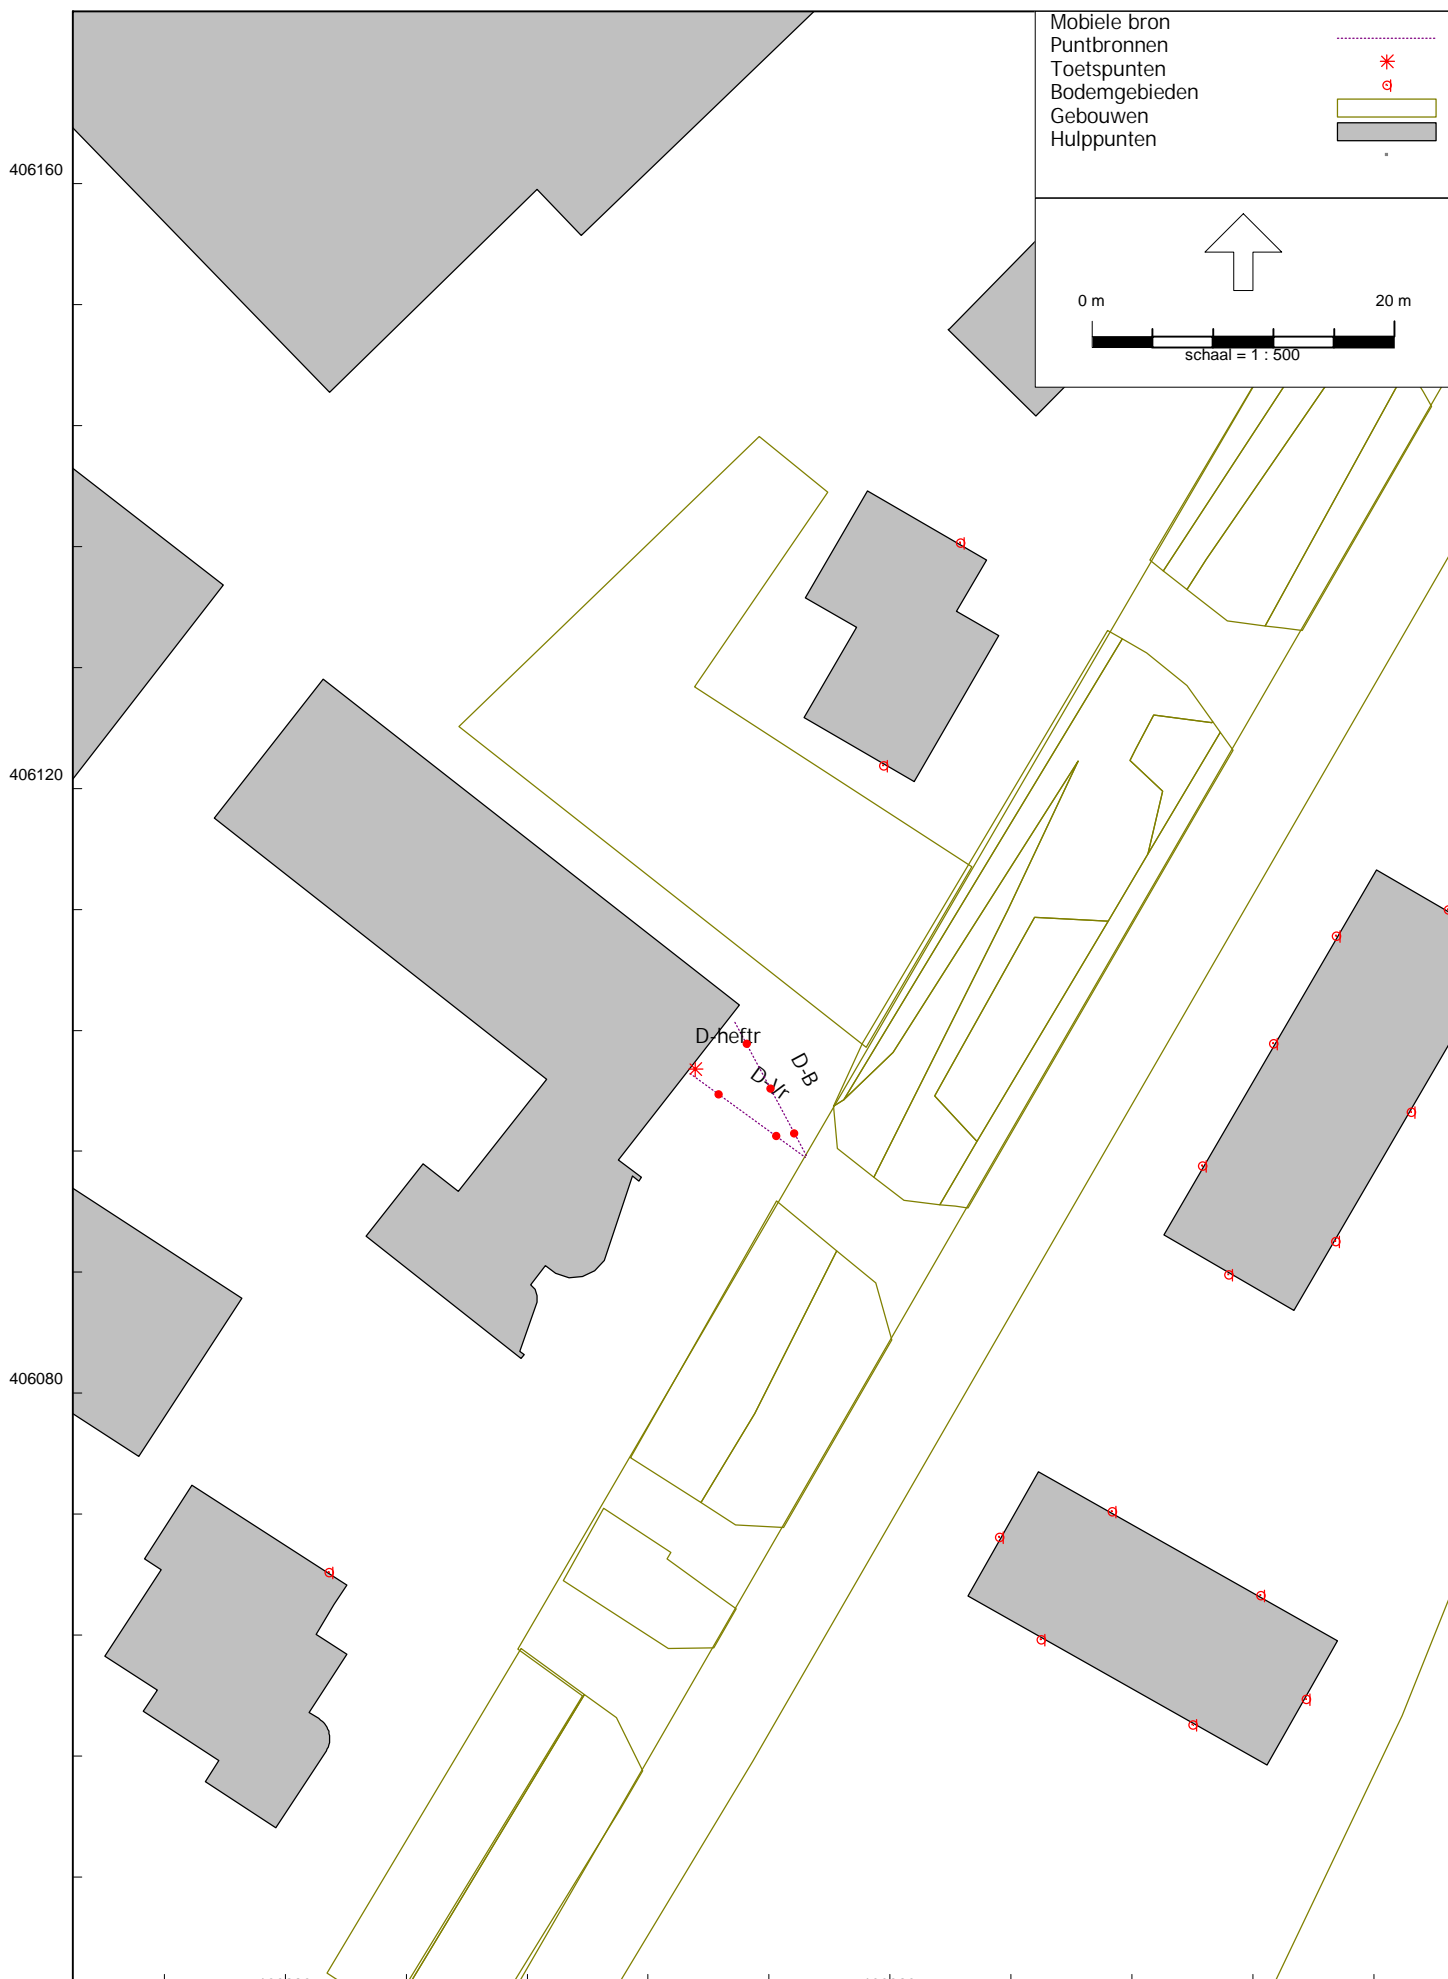 Mobiele bron
Puntbronnen
Toetspunten
Bodemgebieden
Gebouwen
Hulppunten
406160
0 m 20 m
schaal = 1 : 500
406120
D-heftr
D-B
D-Vr
406080